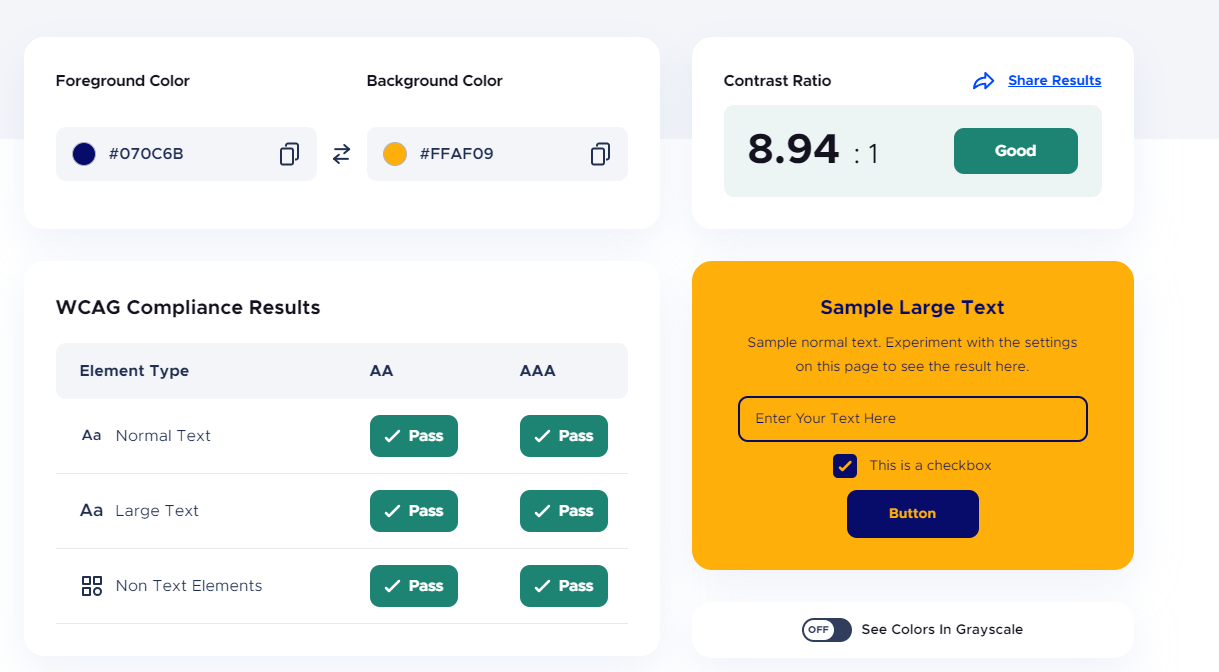 Foreground Color
Background Color
#070C6B
#FFAF09
Contrast Ratio
Share Results
8.94 : 1
Good
WCAG Compliance Results
Element Type AA AAA
Aa Normal Text Pass Pass
Aa Large Text Pass Pass
Non Text Elements Pass Pass
Sample Large Text
Sample normal text. Experiment with the settings
on this page to see the result here.
Enter Your Text Here
This is a checkbox
Button
OFF See Colors In Grayscale